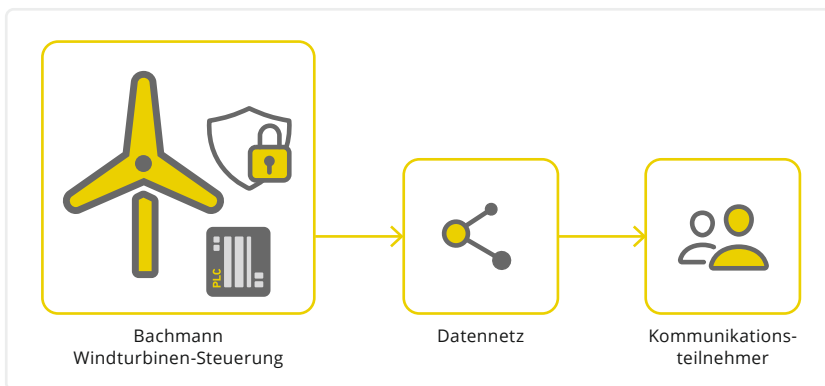 PLC
Bachmann
Windturbinen-Steuerung
Datennetz
Kommunikations-
teilnehmer